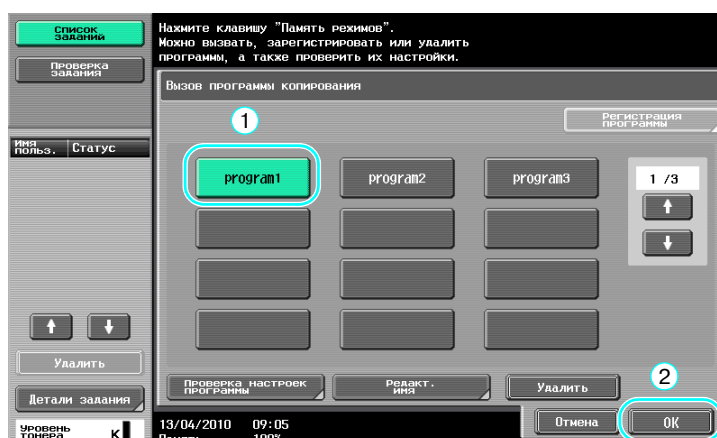 Список
заданий
Проверка
задания
Нажмите клавишу "Память режимов".
Можно вызвать, зарегистрировать или удалить
программы, а также проверить их настройки.
Вызов программы копирования
1
Регистрация
программы
Имя
польз.
Статус
program1
program2
program3
1 /3
Удалить
Детали задания
Проверка настроек
программы
Редакт.
имя
Удалить
2
Уровень
тонера
K
13/04/2010 09:05
Память 100%
Отмена
OK